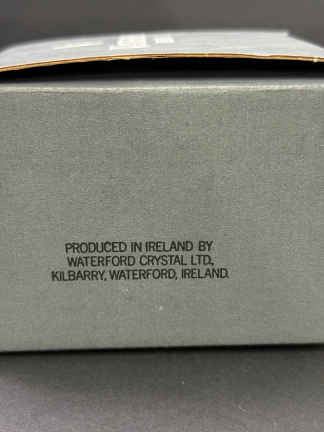 PRODUCED IN IRELAND BY
WATERFORD CRYSTAL LTD.,
KILBARRY, WATERFORD, IRELAND.